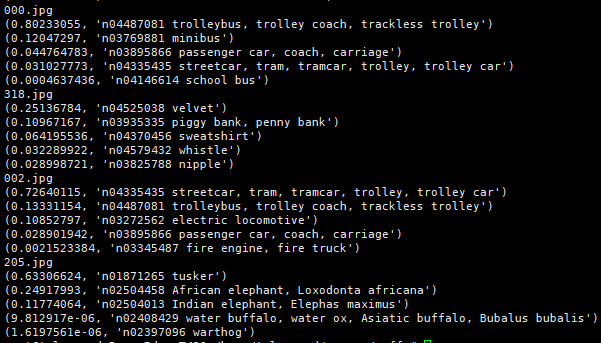 000.jpg
(0.80233055, 'n04487081 trolleybus, trolley coach, trackless trolley')
(0.12047297, 'n03769881 minibus')
(0.044764783, 'n03895866 passenger car, coach, carriage')
(0.031027773, 'n04335435 streetcar, tram, tramcar, trolley, trolley car')
(0.0004637436, 'n04146614 school bus')
318.jpg
(0.25136784, 'n04525038 velvet')
(0.10967167, 'n03935335 piggy bank, penny bank')
(0.064195536, 'n04370456 sweatshirt')
(0.032289922, 'n04579432 whistle')
(0.028998721, 'n03825788 nipple')
002.jpg
(0.72640115, 'n04335435 streetcar, tram, tramcar, trolley, trolley car')
(0.13331154, 'n04487081 trolleybus, trolley coach, trackless trolley')
(0.10852797, 'n03272562 electric locomotive')
(0.028901942, 'n03895866 passenger car, coach, carriage')
(0.0021523384, 'n03345487 fire engine, fire truck')
205.jpg
(0.63306624, 'n01871265 tusker')
(0.24917993, 'n02504458 African elephant, Loxodonta africana')
(0.11774064, 'n02504013 Indian elephant, Elephas maximus')
(9.812917e-06, 'n02408429 water buffalo, water ox, Asiatic buffalo, Bubalus bubalis')
(1.6197561e-06, 'n02397096 warthog')